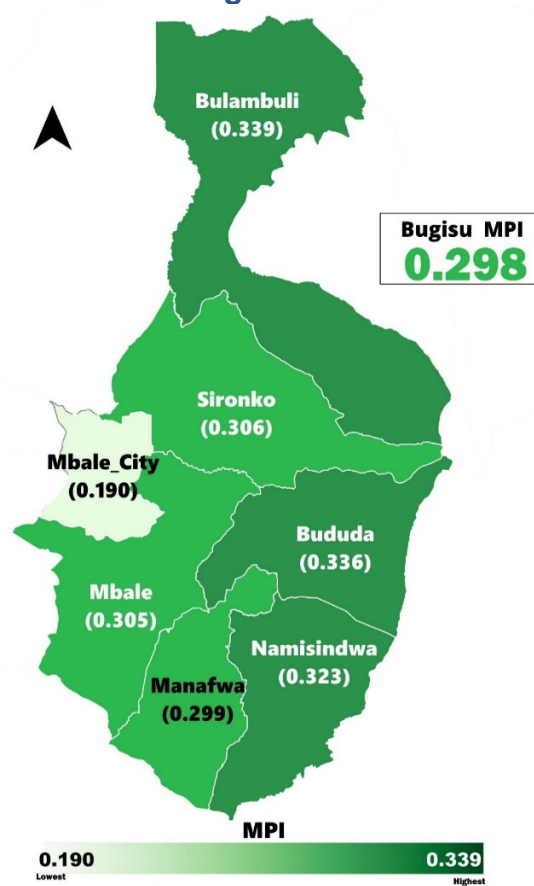 Bulambuli
(0.339)
Bugisu MPI
0.298
Sironko
(0.306)
Mbale_City
(0.190)
Bududa
(0.336)
Mbale
(0.305)
Namisindwa
(0.323)
Manafwa
(0.299)
MPI
0.190
Lowest
0.339
Highest